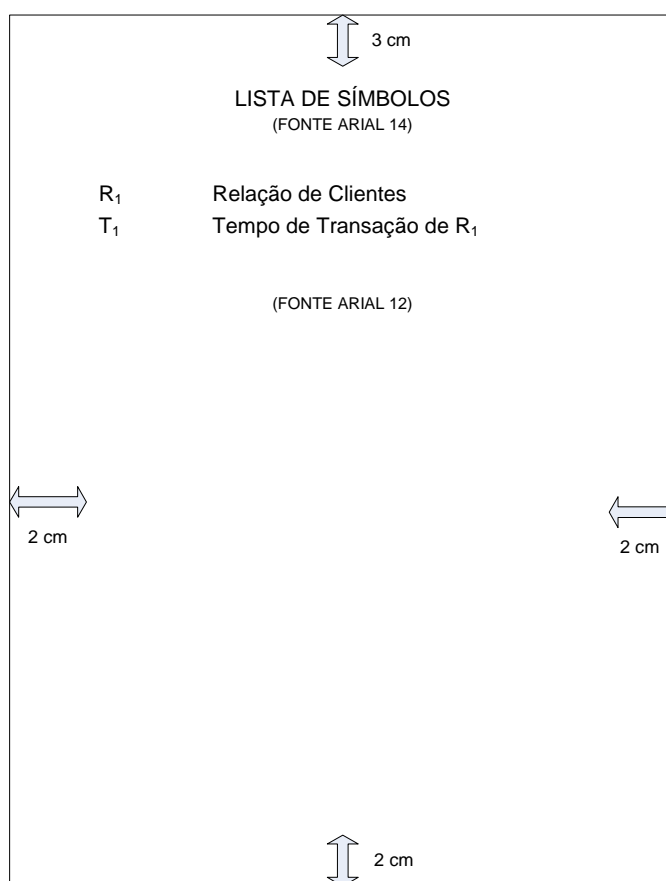 3 cm
LISTA DE SÍMBOLOS
(FONTE ARIAL 14)
R₁ Relação de Clientes
T₁ Tempo de Transação de R₁
(FONTE ARIAL 12)
2 cm
2 cm
2 cm